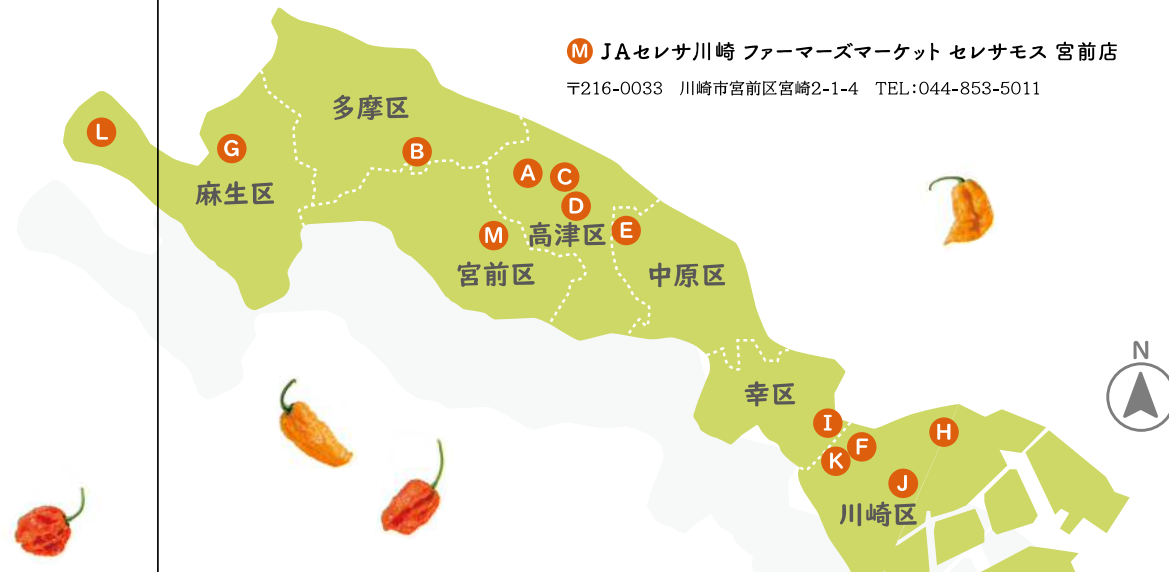 M JAセレサ川崎 ファーマーズマーケット セレサモス 宮前店
〒216-0033 川崎市宮前区宮崎2-1-4 TEL:044-853-5011
多摩区
L
G
B
A
C
麻生区
D
M
高津区
E
宮前区
中原区
N
幸区
I
F
H
K
J
川崎区